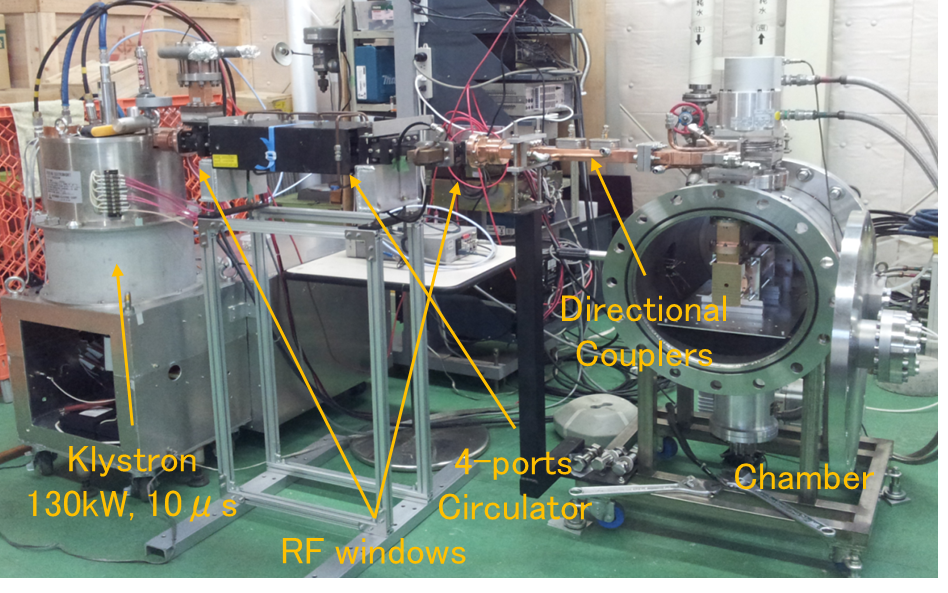 Directional
Couplers
Klystron
130kW, 10μs
4-ports
Circulator
Chamber
RF windows